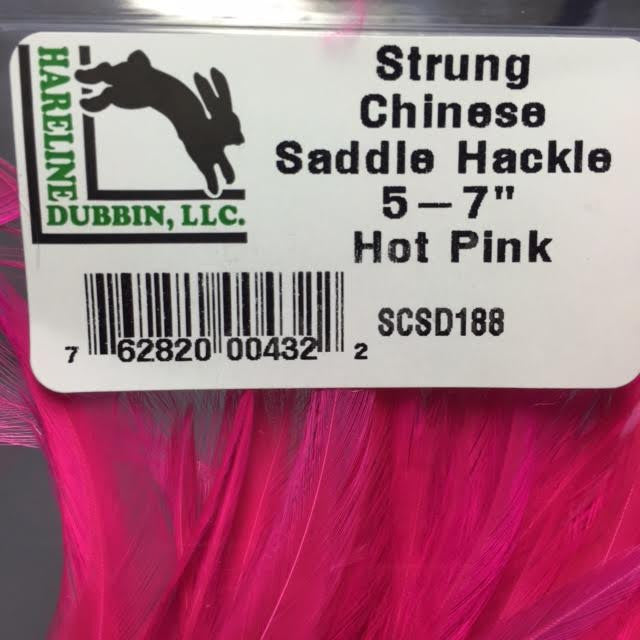 HARELINE
DUBBIN, LLC.
Strung
Chinese
Saddle Hackle
5-7"
Hot Pink
SCSD188
7 62820 00432 2